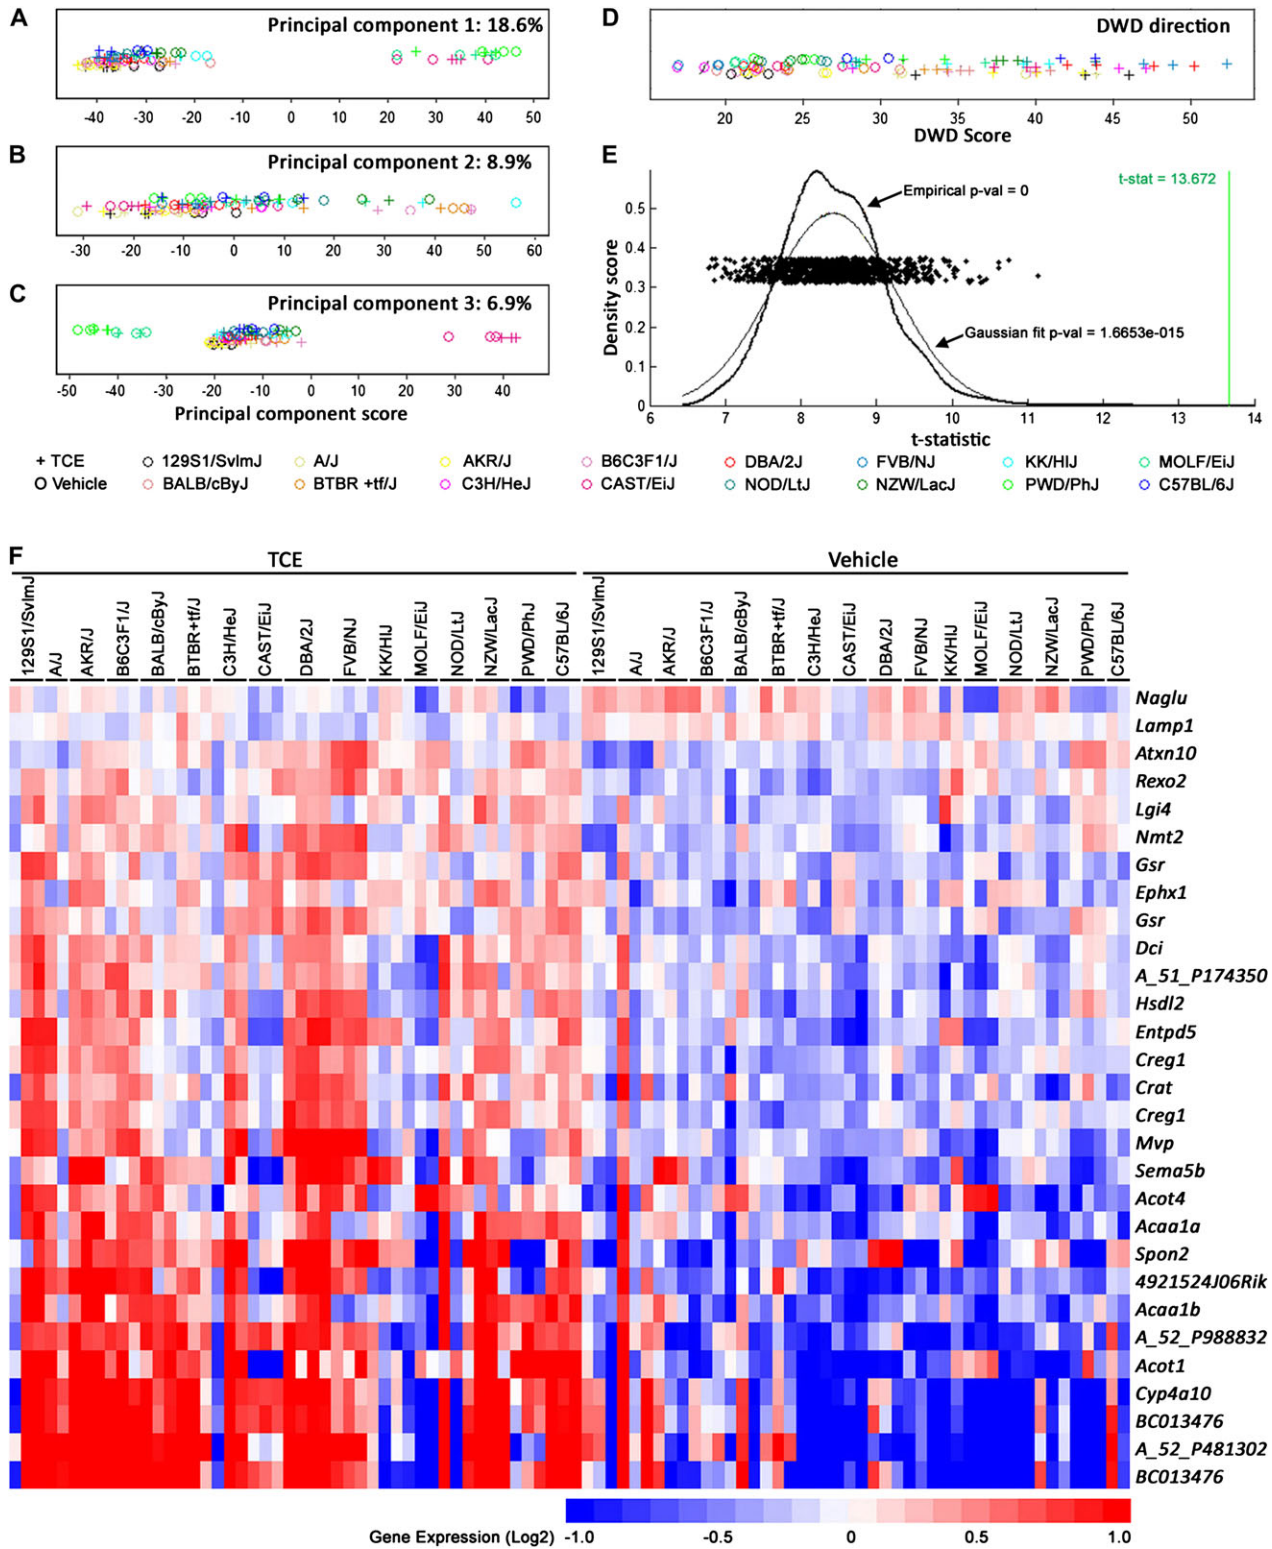 A
Principal component 1: 18.6%
-40 -30 -20 -10 0 10 20 30 40 50
B
Principal component 2: 8.9%
-30 -20 -10 0 10 20 30 40 50 60
C
Principal component 3: 6.9%
-50 -40 -30 -20 -10 0 10 20 30 40
Principal component score
D
DWD direction
20 25 30 35 40 45 50
DWD Score
E
t-stat = 13.672
Empirical p-val = 0
Gaussian fit p-val = 1.6653e-015
Density score
0.5
0.4
0.3
0.2
0.1
0
6 7 8 9 10 11 12 13 14
t-statistic
+ TCE 129S1/SvlmJ A/J AKR/J B6C3F1/J DBA/2J FVB/NJ KK/HIJ MOLF/EiJ
O Vehicle BALB/cByJ BTBR +tf/J C3H/HeJ CAST/EiJ NOD/LtJ NZW/LacJ PWD/PhJ C57BL/6J
F
TCE Vehicle
129S1/SvlmJ A/J AKR/J B6C3F1/J BALB/cByJ BTBR+tf/J C3H/HeJ CAST/EiJ DBA/2J FVB/NJ KK/HIJ MOLF/EiJ NOD/LtJ NZW/LacJ PWD/PhJ C57BL/6J 129S1/SvlmJ A/J AKR/J B6C3F1/J BALB/cByJ BTBR+tf/J C3H/HeJ CAST/EiJ DBA/2J FVB/NJ KK/HIJ MOLF/EiJ NOD/LtJ NZW/LacJ PWD/PhJ C57BL/6J
Naglu
Lamp1
Atxn10
Rexo2
Lgi4
Nmt2
Gsr
Ephx1
Gsr
Dci
A_51_P174350
Hsdl2
Entpd5
Creg1
Crat
Creg1
Mvp
Sema5b
Acot4
Acaa1a
Spon2
4921524J06Rik
Acaa1b
A_52_P988832
Acot1
Cyp4a10
BC013476
A_52_P481302
BC013476
Gene Expression (Log2) -1.0 -0.5 0 0.5 1.0